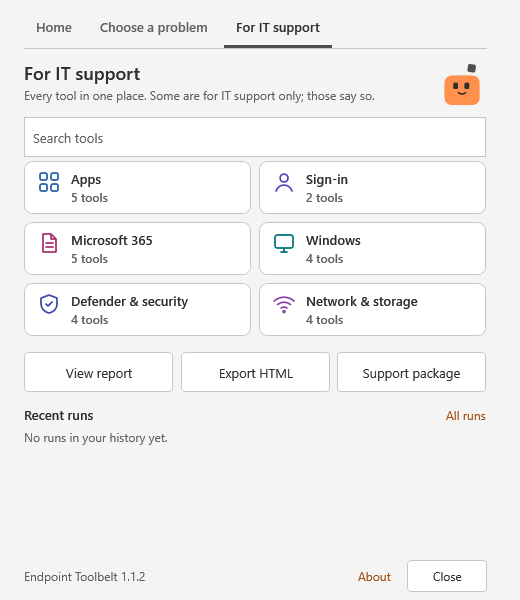 Home
Choose a problem
For IT support
For IT support
Every tool in one place. Some are for IT support only; those say so.
Search tools
Apps
5 tools
Sign-in
2 tools
Microsoft 365
5 tools
Windows
4 tools
Defender & security
4 tools
Network & storage
4 tools
View report
Export HTML
Support package
Recent runs
All runs
No runs in your history yet.
Endpoint Toolbelt 1.1.2
About
Close